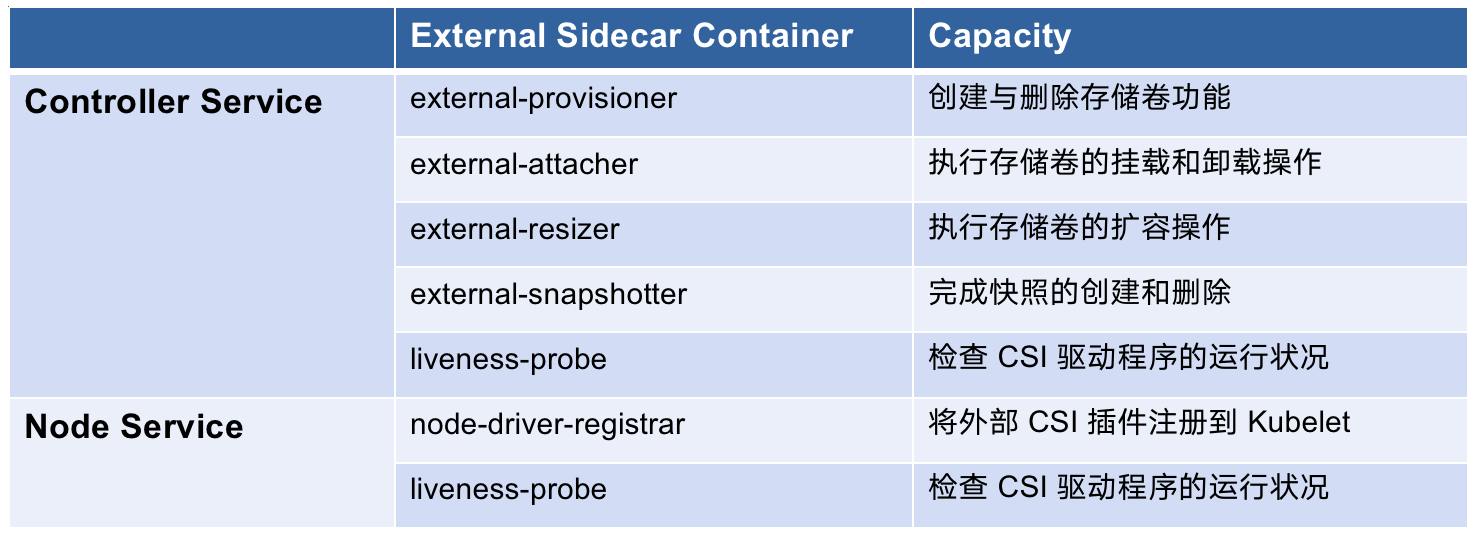 External Sidecar Container
Capacity
Controller Service
external-provisioner
创建与删除存储卷功能
external-attacher
执行存储卷的挂载和卸载操作
external-resizer
执行存储卷的扩容操作
external-snapshotter
完成快照的创建和删除
liveness-probe
检查 CSI 驱动程序的运行状况
Node Service
node-driver-registrar
将外部 CSI 插件注册到 Kubelet
liveness-probe
检查 CSI 驱动程序的运行状况